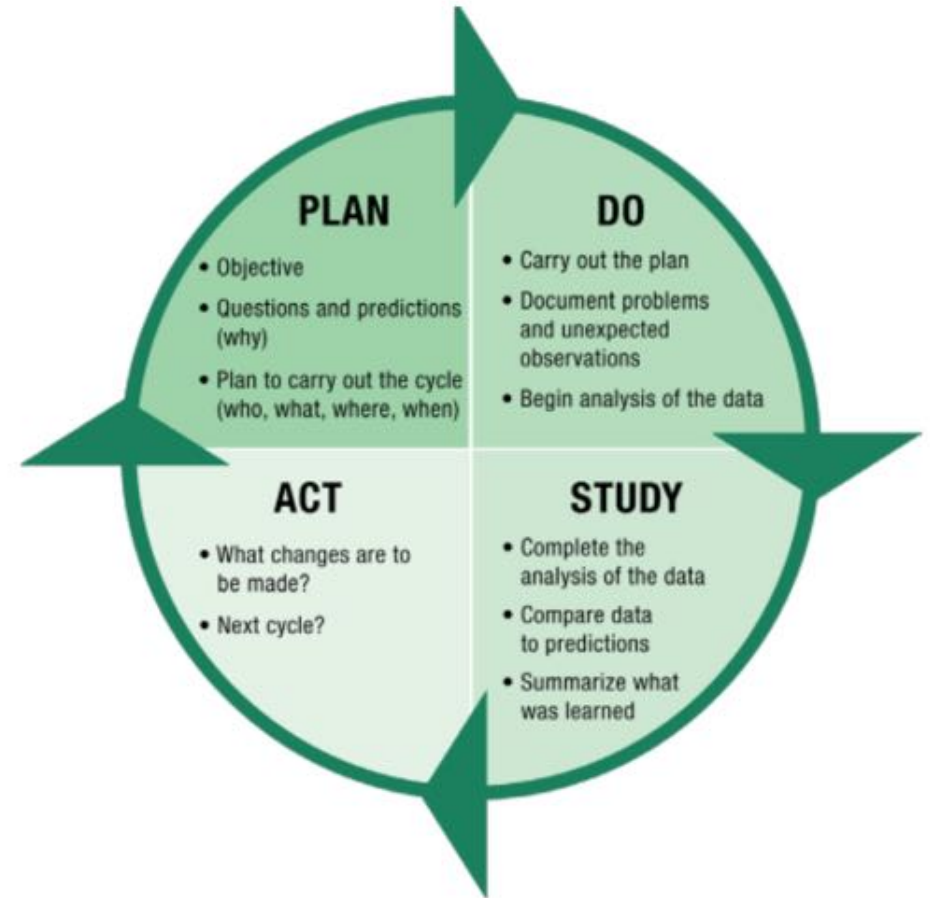 PLAN
• Objective
• Questions and predictions
(why)
• Plan to carry out the cycle
(who, what, where, when)
DO
• Carry out the plan
• Document problems
and unexpected
observations
• Begin analysis of the data
STUDY
• Complete the
analysis of the data
• Compare data
to predictions
• Summarize what
was learned
ACT
• What changes are to
be made?
• Next cycle?